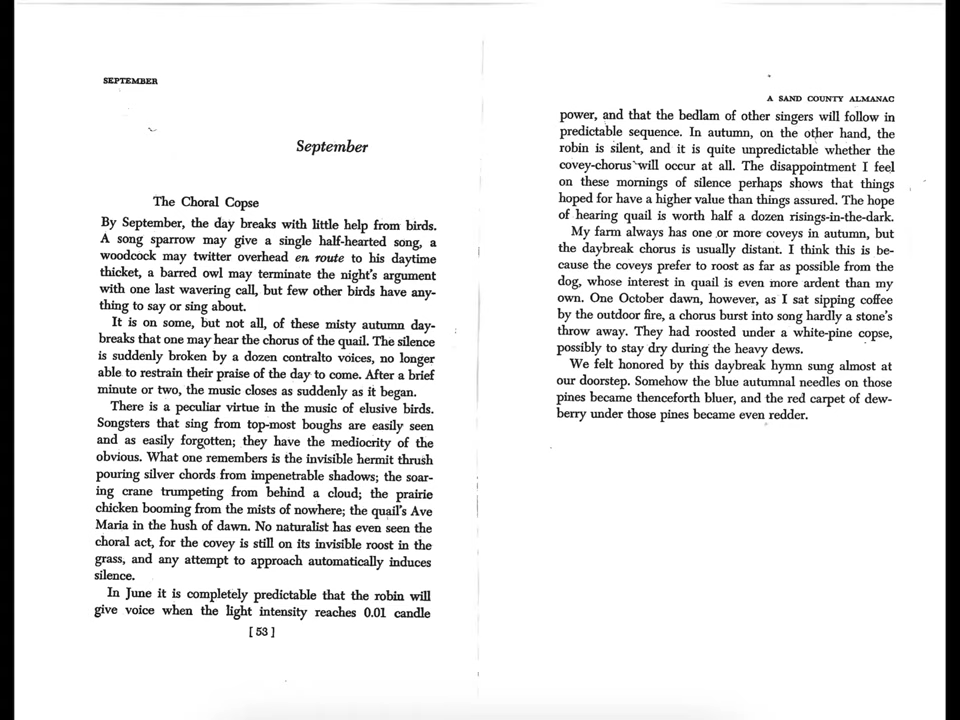 SEPTEMBER
September
The Choral Copse
By September, the day breaks with little help from birds.
A song sparrow may give a single half-hearted song, a
woodcock may twitter overhead en route to his daytime
thicket, a barred owl may terminate the night's argument
with one last wavering call, but few other birds have any-
thing to say or sing about.
It is on some, but not all, of these misty autumn day-
breaks that one may hear the chorus of the quail. The silence
is suddenly broken by a dozen contralto voices, no longer
able to restrain their praise of the day to come. After a brief
minute or two, the music closes as suddenly as it began.
There is a peculiar virtue in the music of elusive birds.
Songsters that sing from top-most boughs are easily seen
and as easily forgotten; they have the mediocrity of the
obvious. What one remembers is the invisible hermit thrush
pouring silver chords from impenetrable shadows; the soar-
ing crane trumpeting from behind a cloud; the prairie
chicken booming from the mists of nowhere; the quail's Ave
Maria in the hush of dawn. No naturalist has even seen the
choral act, for the covey is still on its invisible roost in the
grass, and any attempt to approach automatically induces
silence.
In June it is completely predictable that the robin will
give voice when the light intensity reaches 0.01 candle
[ 53 ]
A SAND COUNTY ALMANAC
power, and that the bedlam of other singers will follow in
predictable sequence. In autumn, on the other hand, the
robin is silent, and it is quite unpredictable whether the
covey-chorus will occur at all. The disappointment I feel
on these mornings of silence perhaps shows that things
hoped for have a higher value than things assured. The hope
of hearing quail is worth half a dozen risings-in-the-dark.
My farm always has one or more coveys in autumn, but
the daybreak chorus is usually distant. I think this is be-
cause the coveys prefer to roost as far as possible from the
dog, whose interest in quail is even more ardent than my
own. One October dawn, however, as I sat sipping coffee
by the outdoor fire, a chorus burst into song hardly a stone's
throw away. They had roosted under a white-pine copse,
possibly to stay dry during the heavy dews.
We felt honored by this daybreak hymn sung almost at
our doorstep. Somehow the blue autumnal needles on those
pines became thenceforth bluer, and the red carpet of dew-
berry under those pines became even redder.